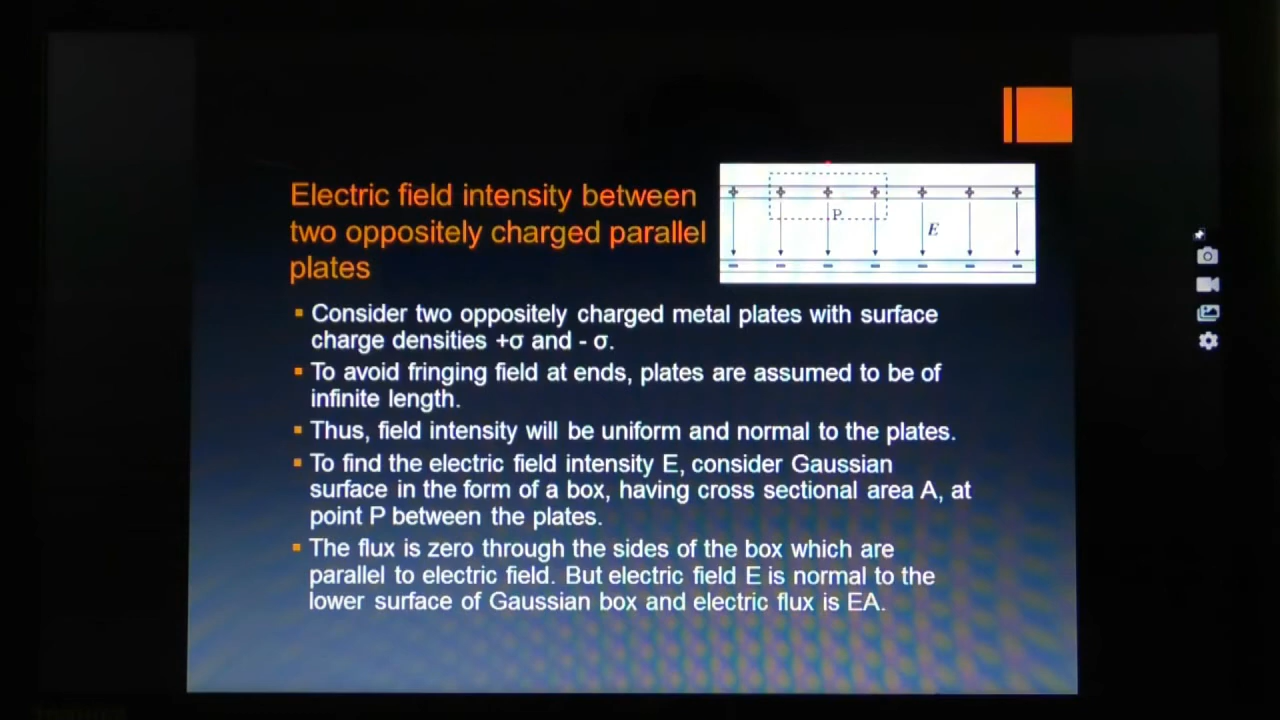 Electric field intensity between
two oppositely charged parallel
plates
P
E
Consider two oppositely charged metal plates with surface
charge densities +σ and - σ.
To avoid fringing field at ends, plates are assumed to be of
infinite length.
Thus, field intensity will be uniform and normal to the plates.
To find the electric field intensity E, consider Gaussian
surface in the form of a box, having cross sectional area A, at
point P between the plates.
The flux is zero through the sides of the box which are
parallel to electric field. But electric field E is normal to the
lower surface of Gaussian box and electric flux is EA.